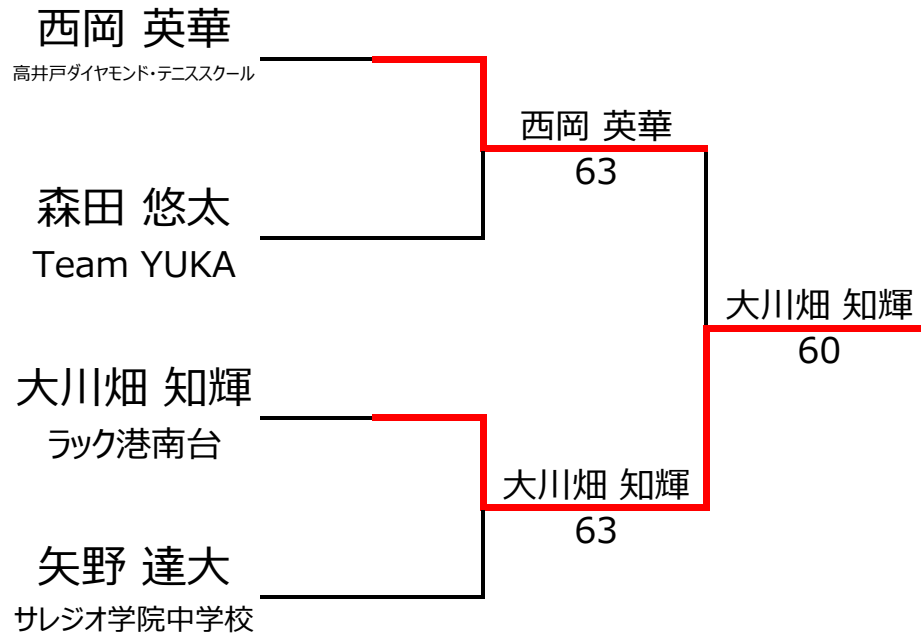 西岡 英華
高井戸ダイヤモンド・テニススクール
西岡 英華
63
森田 悠太
Team YUKA
大川畑 知輝
60
大川畑 知輝
ラック港南台
大川畑 知輝
63
矢野 達大
サレジオ学院中学校